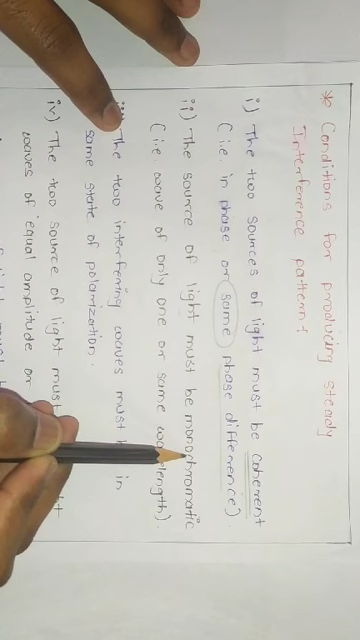 * Conditions for producing steady
Interference pattern:
i) The two sources of light must be coherent
(i.e. in phase or same phase difference).
ii) The source of light must be monochromatic
(i.e wave of only one or same wavelength).
The two interfering waves must in
same state of polarization.
iv) The two source of light must
waves of equal amplitude or